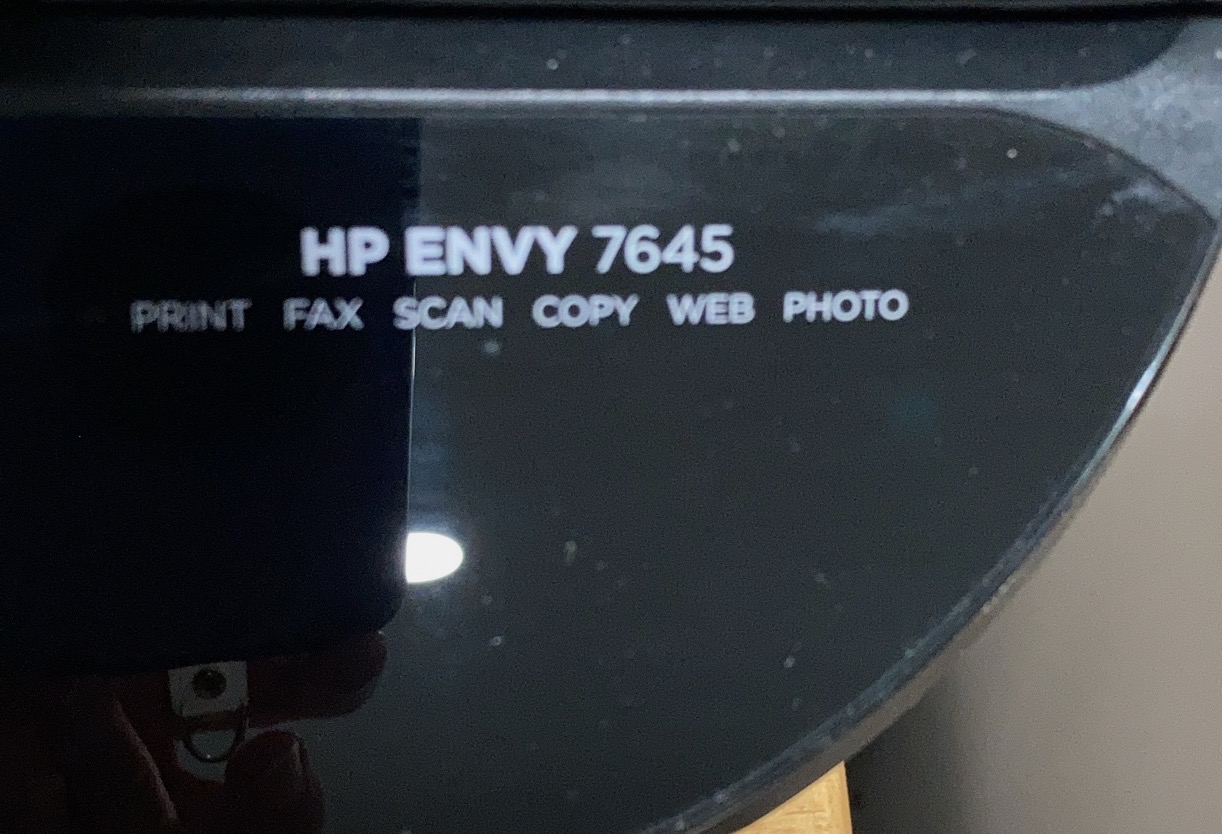 HP ENVY 7645
PRINT FAX SCAN COPY WEB PHOTO